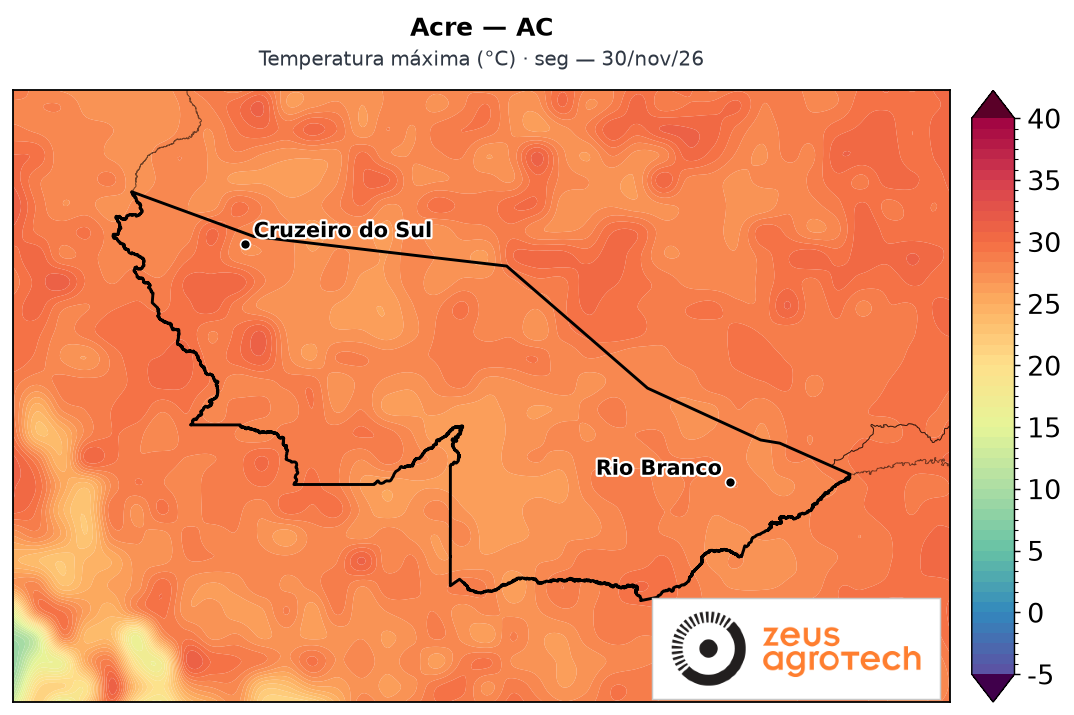 Acre — AC
Temperatura máxima (°C) · seg — 30/nov/26
40
35
30
25
20
15
10
5
0
-5
Cruzeiro do Sul
Rio Branco
zeus
agrotech